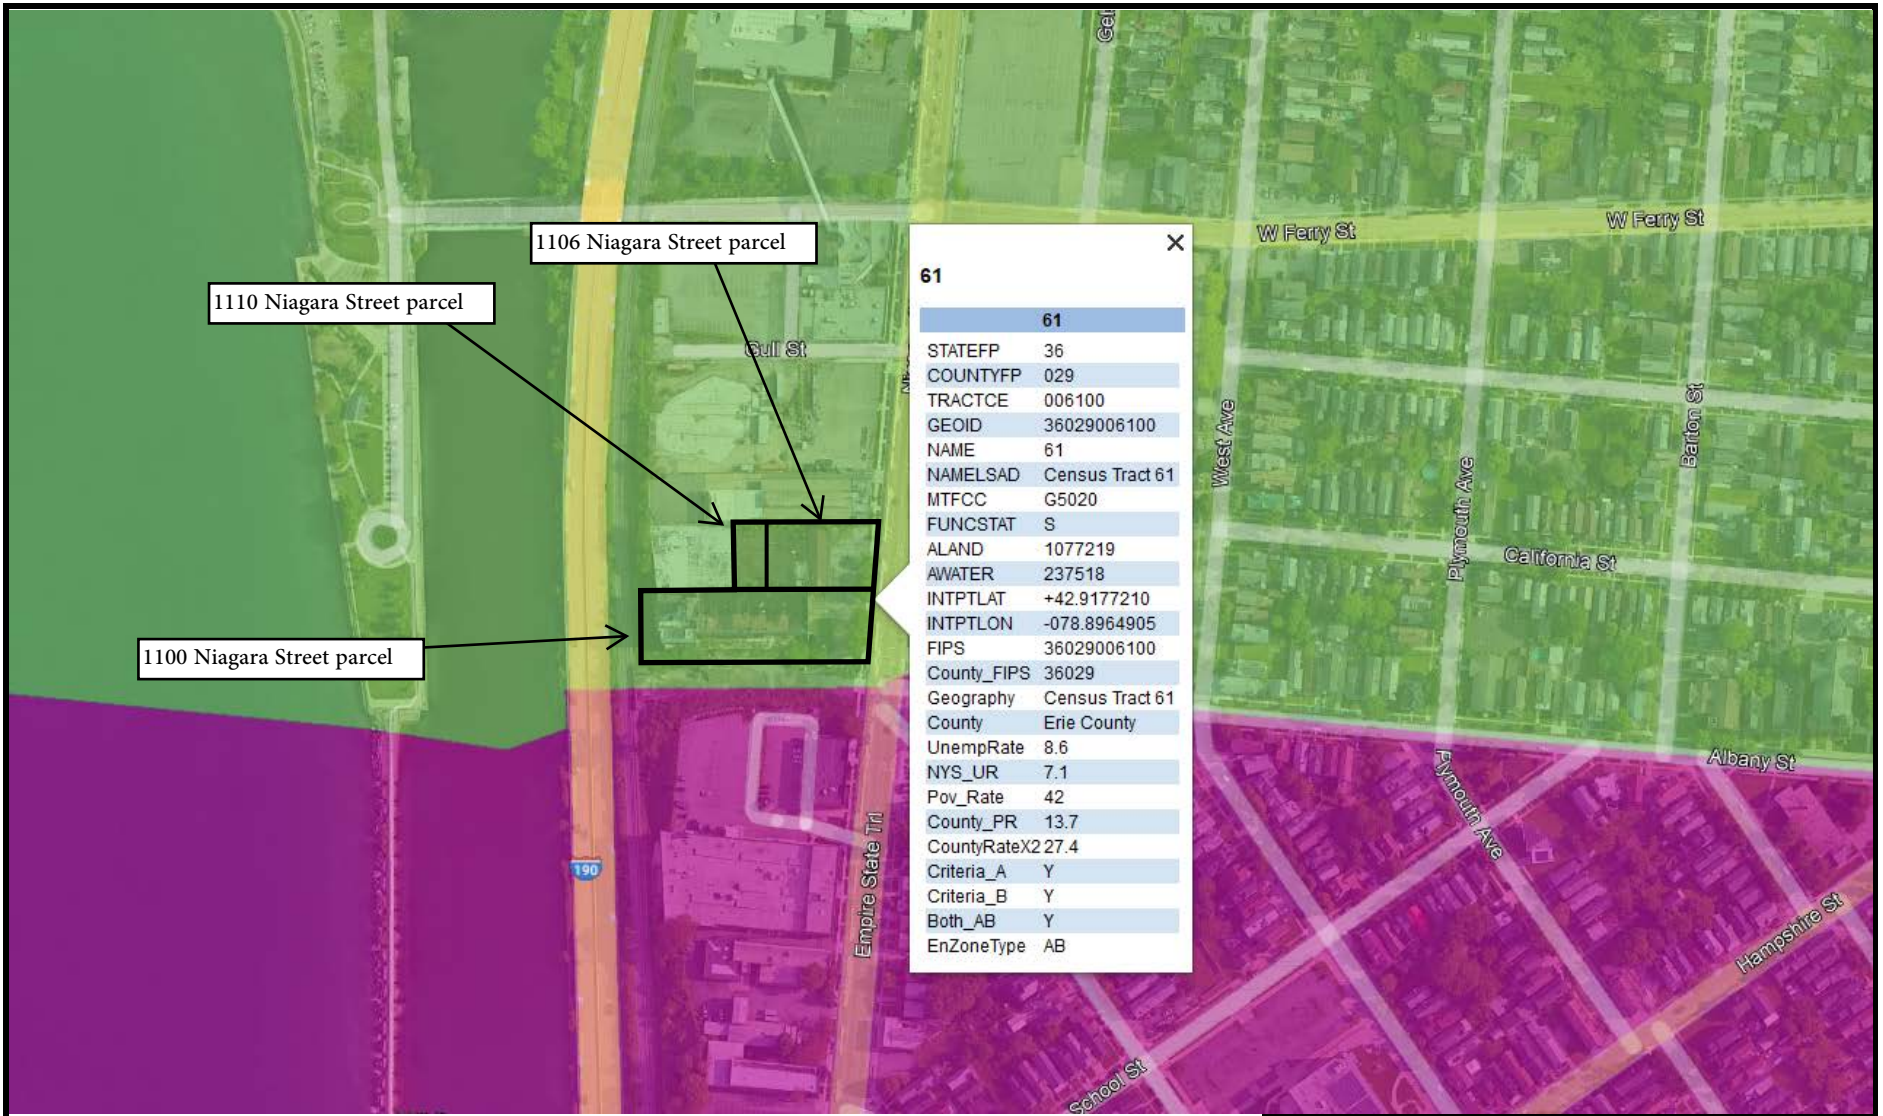 Gull St
W Ferry St
W Ferry St
1106 Niagara Street parcel
1110 Niagara Street parcel
1100 Niagara Street parcel
West Ave
Plymouth Ave
Barton St
California St
Albany St
Plymouth Ave
Hampshire St
School St
Empire State Trl
190
61
61
STATEFP 36
COUNTYFP 029
TRACTCE 006100
GEOID 36029006100
NAME 61
NAMELSAD Census Tract 61
MTFCC G5020
FUNCSTAT S
ALAND 1077219
AWATER 237518
INTPTLAT +42.9177210
INTPTLON -078.8964905
FIPS 36029006100
County_FIPS 36029
Geography Census Tract 61
County Erie County
UnempRate 8.6
NYS_UR 7.1
Pov_Rate 42
County_PR 13.7
CountyRateX2 27.4
Criteria_A Y
Criteria_B Y
Both_AB Y
EnZoneType AB